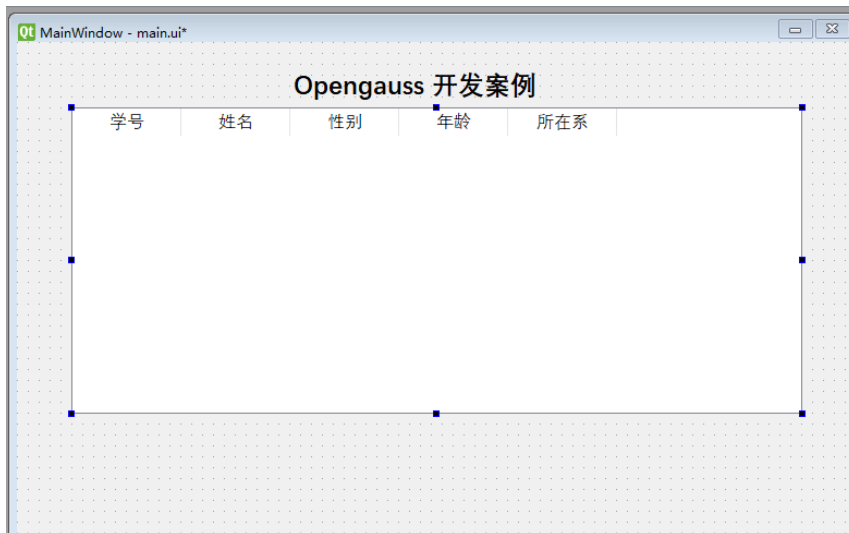 Qt MainWindow - main.ui*
Opengauss 开发案例
学号 姓名 性别 年龄 所在系